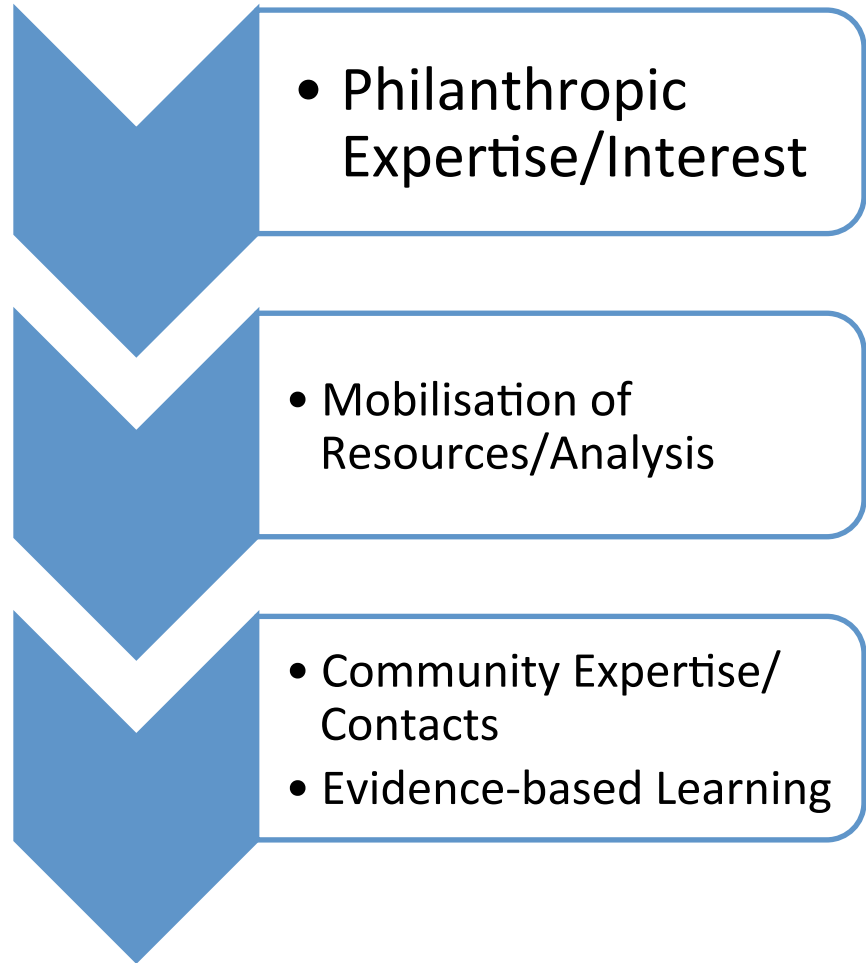 • Philanthropic
Expertise/Interest
• Mobilisation of
Resources/Analysis
• Community Expertise/
Contacts
• Evidence-based Learning